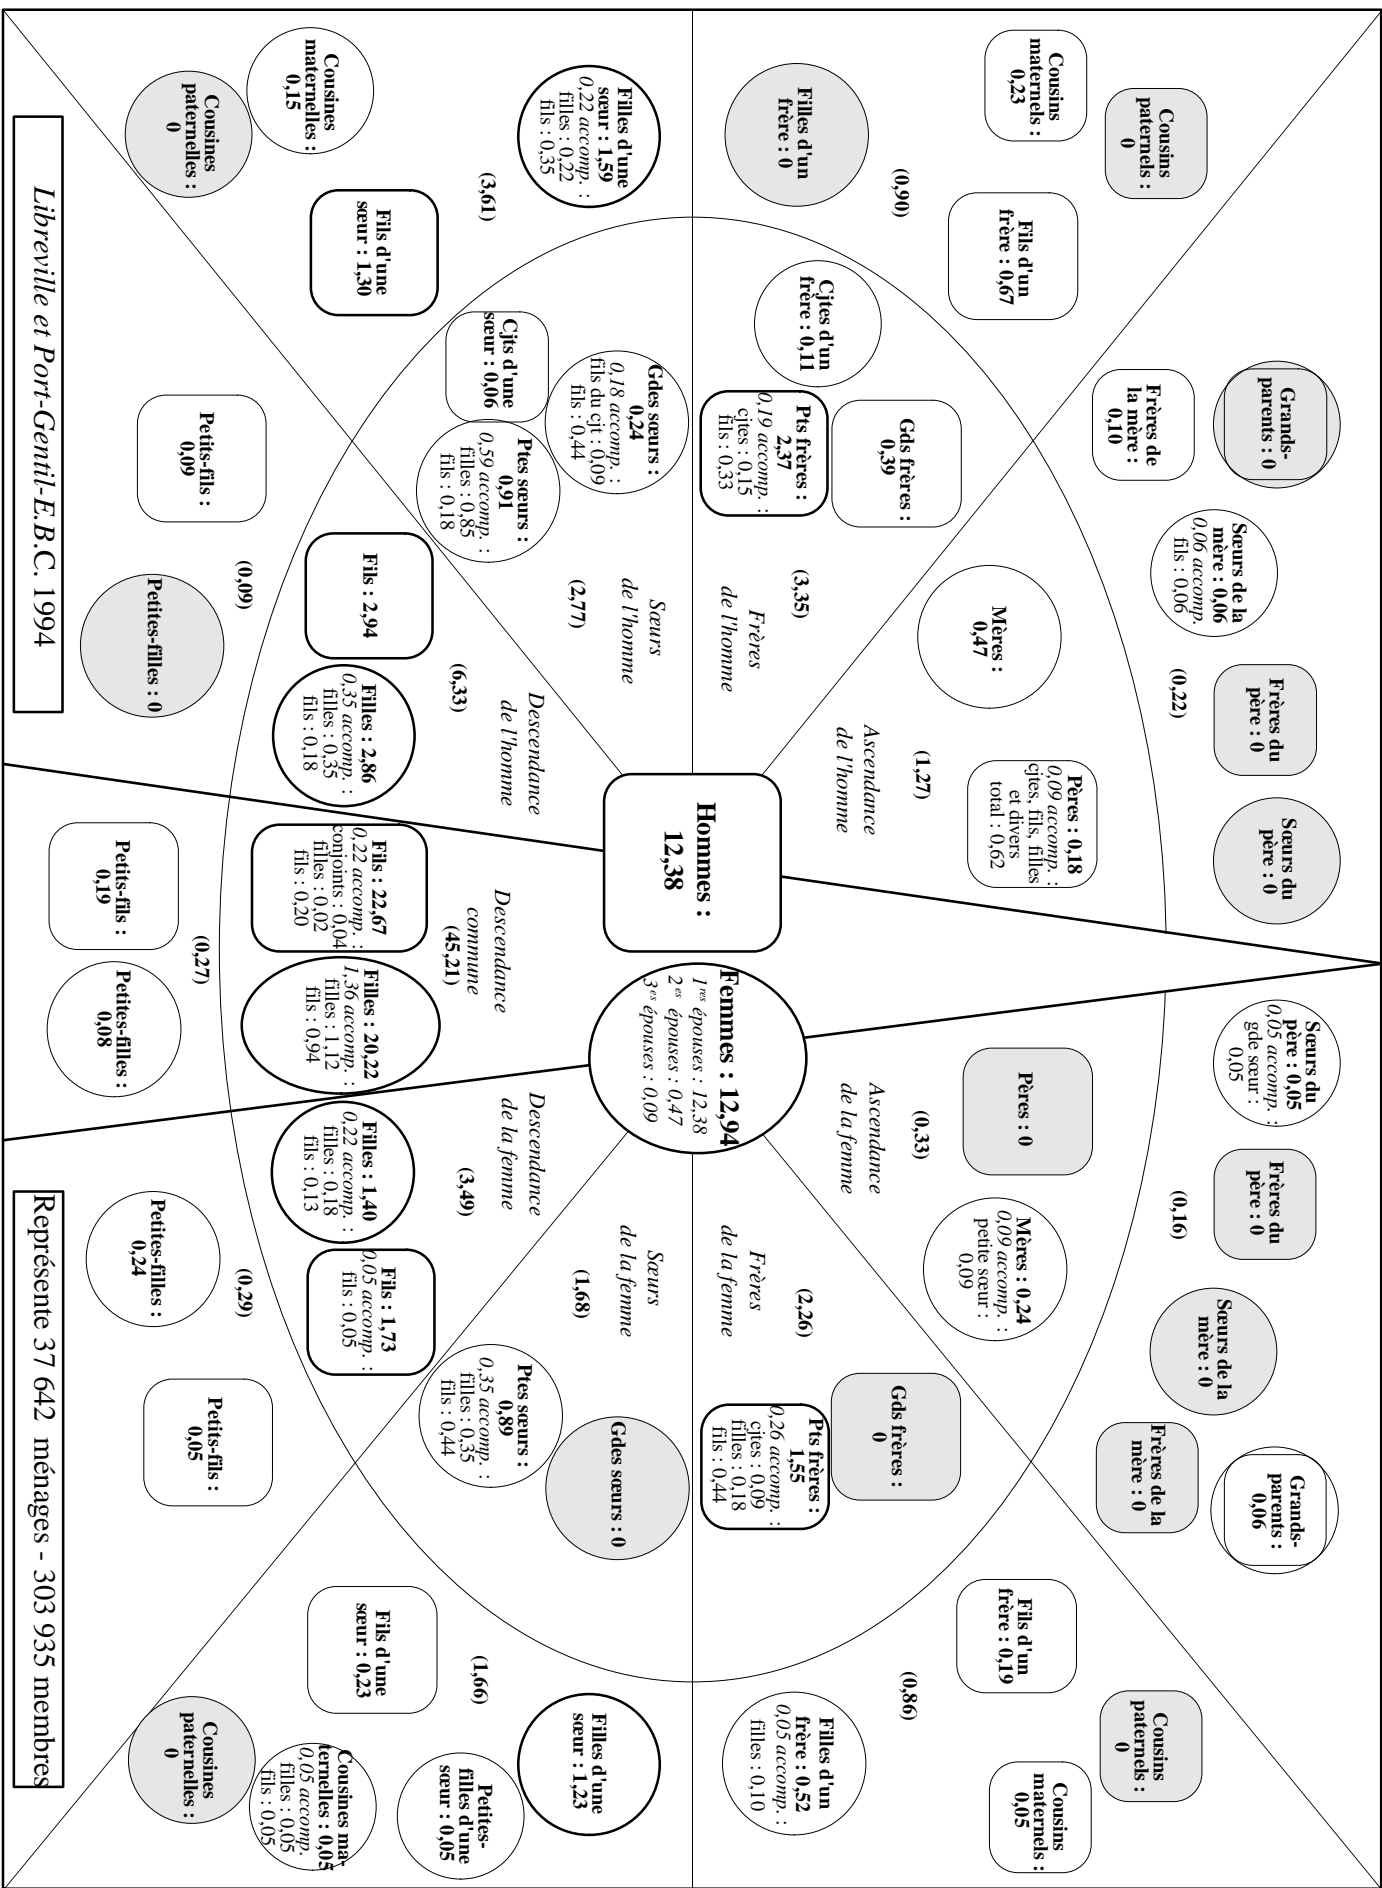 Grands-
parents : 0
Frères du
père : 0
Sœurs du
père : 0
Sœurs du
père : 0,05
0,05 accomp. :
gde sœur :
0,05
Frères du
père : 0
Grands-
parents :
0,06
Sœurs de la
mère : 0,06
0,06 accomp.
fils : 0,06
(0,22)
(0,16)
Sœurs de la
mère : 0
Cousins
paternels :
0
Frères de
la mère :
0,10
Frères de la
mère : 0
Cousins
paternels :
0
Cousins
maternels :
0,23
Fils d'un
frère : 0,67
Mères :
0,47
Pères : 0,18
0,09 accomp. :
cjtes, fils, filles
et divers
total : 0,62
Pères : 0
Mères : 0,24
0,09 accomp. :
petite sœur :
0,09
Fils d'un
frère : 0,19
Cousins
maternels :
0,05
(0,90)
(1,27)
(0,33)
(0,86)
Ascendance
de l'homme
Ascendance
de la femme
Filles d'un
frère : 0
Cjtes d'un
frère : 0,11
Gds frères :
0,39
Pts frères :
2,37
0,19 accomp. :
cjtes : 0,15
fils : 0,33
(3,35)
Frères
de l'homme
(2,26)
Frères
de la femme
Gds frères :
0
Pts frères :
1,55
0,26 accomp. :
cjtes : 0,09
filles : 0,18
fils : 0,44
Filles d'un
frère : 0,52
0,05 accomp. :
filles : 0,10
Hommes :
12,38
Femmes : 12,94
1res épouses : 12,38
2es épouses : 0,47
3es épouses : 0,09
Filles d'une
sœur : 1,59
0,22 accomp. :
filles : 0,22
fils : 0,35
Gdes sœurs :
0,24
0,18 accomp. :
fils du cjt : 0,09
fils : 0,44
Sœurs
de l'homme
(2,77)
Sœurs
de la femme
(1,68)
Gdes sœurs : 0
Filles d'une
sœur : 1,23
(3,61)
Cjts d'une
sœur : 0,06
Ptes sœurs :
0,91
0,59 accomp. :
filles : 0,85
fils : 0,18
Ptes sœurs :
0,89
0,35 accomp. :
filles : 0,35
fils : 0,44
(1,66)
Petites-
filles d'une
sœur : 0,05
Descendance
de l'homme
(6,33)
Descendance
commune
(45,21)
Descendance
de la femme
(3,49)
Fils d'une
sœur : 1,30
Fils : 2,94
Filles : 2,86
0,35 accomp. :
filles : 0,35
fils : 0,18
Fils : 22,67
0,22 accomp. :
conjoints : 0,04
filles : 0,02
fils : 0,20
Filles : 20,22
1,36 accomp. :
filles : 1,12
fils : 0,94
Filles : 1,40
0,22 accomp. :
filles : 0,18
fils : 0,13
Fils : 1,73
0,05 accomp. :
fils : 0,05
Fils d'une
sœur : 0,23
Cousines
maternelles :
0,15
Cousines ma-
ternelles : 0,05
0,05 accomp.
filles : 0,05
fils : 0,05
(0,09)
(0,27)
(0,29)
Cousines
paternelles :
0
Petits-fils :
0,09
Petites-filles : 0
Petits-fils :
0,19
Petites-filles :
0,08
Petites-filles :
0,24
Petits-fils :
0,05
Cousines
paternelles :
0
Libreville et Port-Gentil-E.B.C. 1994
Représente 37 642 ménages - 303 935 membres